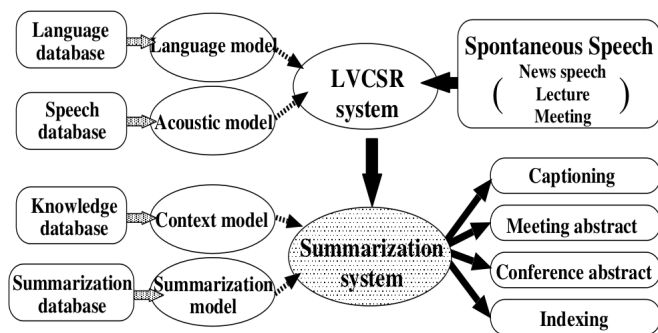 Language
database
Language model
Speech
database
Acoustic model
LVCSR
system
Spontaneous Speech
( News speech
Lecture
Meeting )
Knowledge
database
Context model
Summarization
database
Summarization
model
Summarization
system
Captioning
Meeting abstract
Conference abstract
Indexing